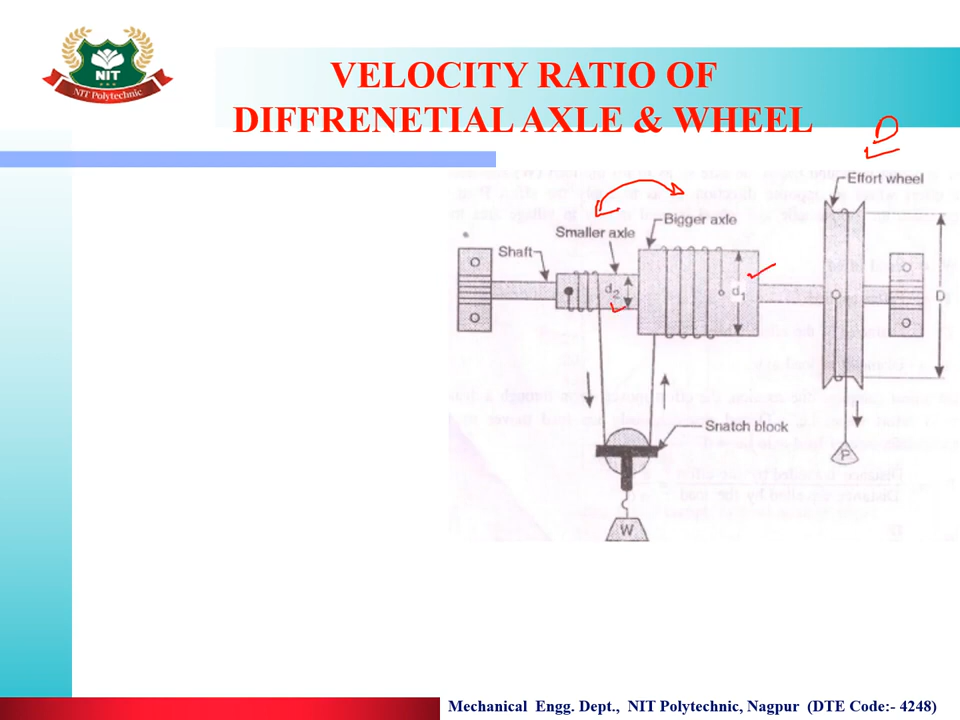 NIT
NIT Polytechnic
VELOCITY RATIO OF
DIFFRENETIAL AXLE & WHEEL
D
Effort wheel
Bigger axle
Smaller axle
Shaft
d2
d1
D
Snatch block
P
W
Mechanical Engg. Dept., NIT Polytechnic, Nagpur (DTE Code:- 4248)